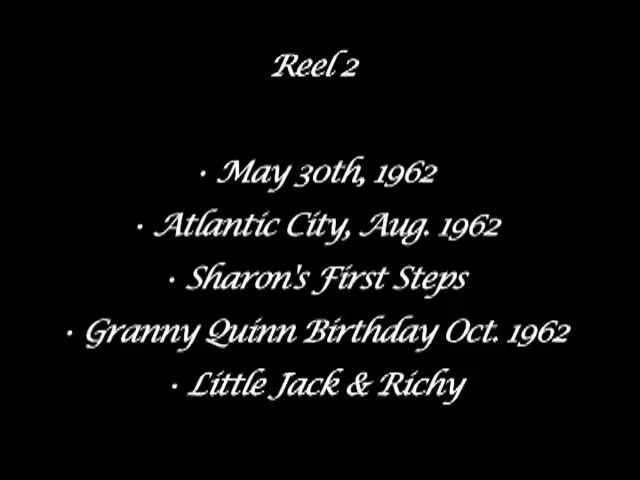 Reel 2
· May 30th, 1962
· Atlantic City, Aug. 1962
· Sharon's First Steps
· Granny Quinn Birthday Oct. 1962
· Little Jack & Richy